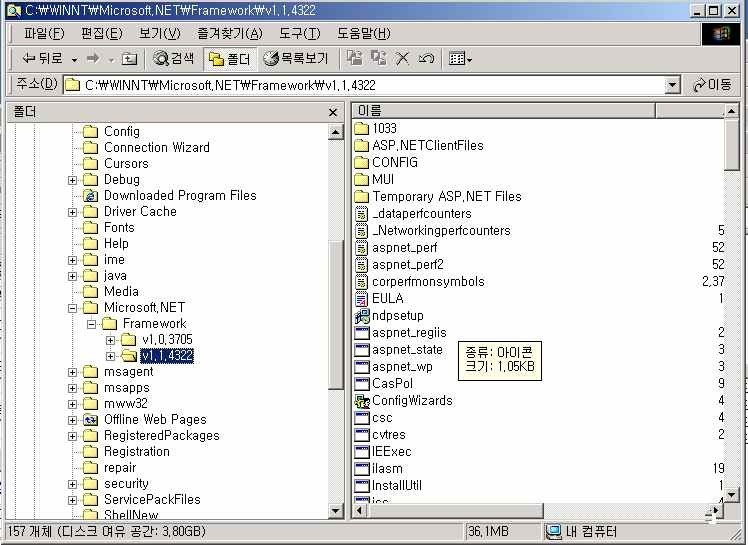 C:₩WINNT₩Microsoft.NET₩Framework₩v1.1.4322
파일(F) 편집(E) 보기(V) 즐겨찾기(A) 도구(T) 도움말(H)
뒤로 검색 폴더 목록보기
주소(D) C:₩WINNT₩Microsoft.NET₩Framework₩v1.1.4322 이동
폴더
Config
Connection Wizard
Cursors
Debug
Downloaded Program Files
Driver Cache
Fonts
Help
ime
java
Media
Microsoft.NET
Framework
v1.0.3705
v1.1.4322
msagent
msapps
mww32
Offline Web Pages
RegisteredPackages
Registration
repair
security
ServicePackFiles
ShellNew
이름
1033
ASP.NETClientFiles
CONFIG
MUI
Temporary ASP.NET Files
_dataperfcounters
_Networkingperfcounters 5
aspnet_perf 52
aspnet_perf2 52
corperfmonsymbols 2,37
EULA 1
ndpsetup
aspnet_regiis 2
aspnet_state 3
aspnet_wp 3
CasPol 9
ConfigWizards 4
csc 4
cvtres 2
IEExec
ilasm 19
InstallUtil 1
jsc 4
종류: 아이콘
크기: 1.05KB
157 개체 (디스크 여유 공간: 3.80GB) 36.1MB 내 컴퓨터